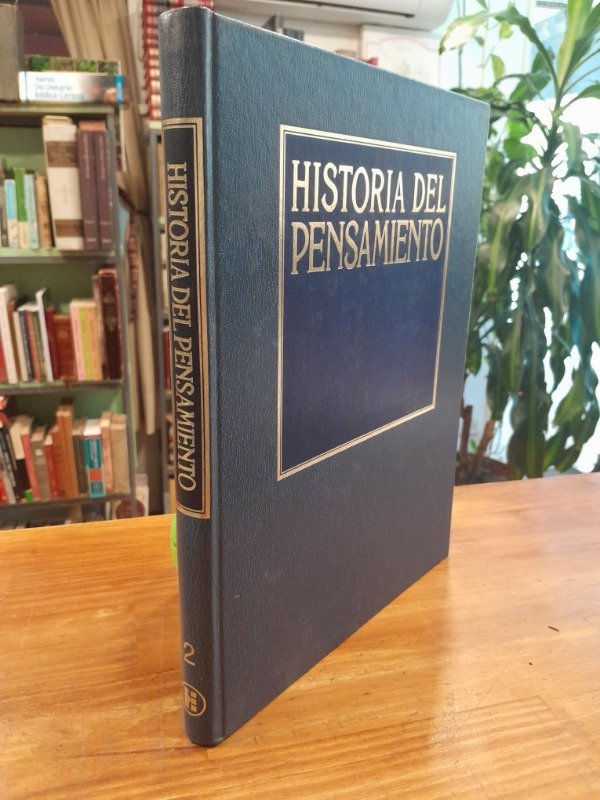 HISTORIA DEL
PENSAMIENTO
HISTORIA DEL PENSAMIENTO
2